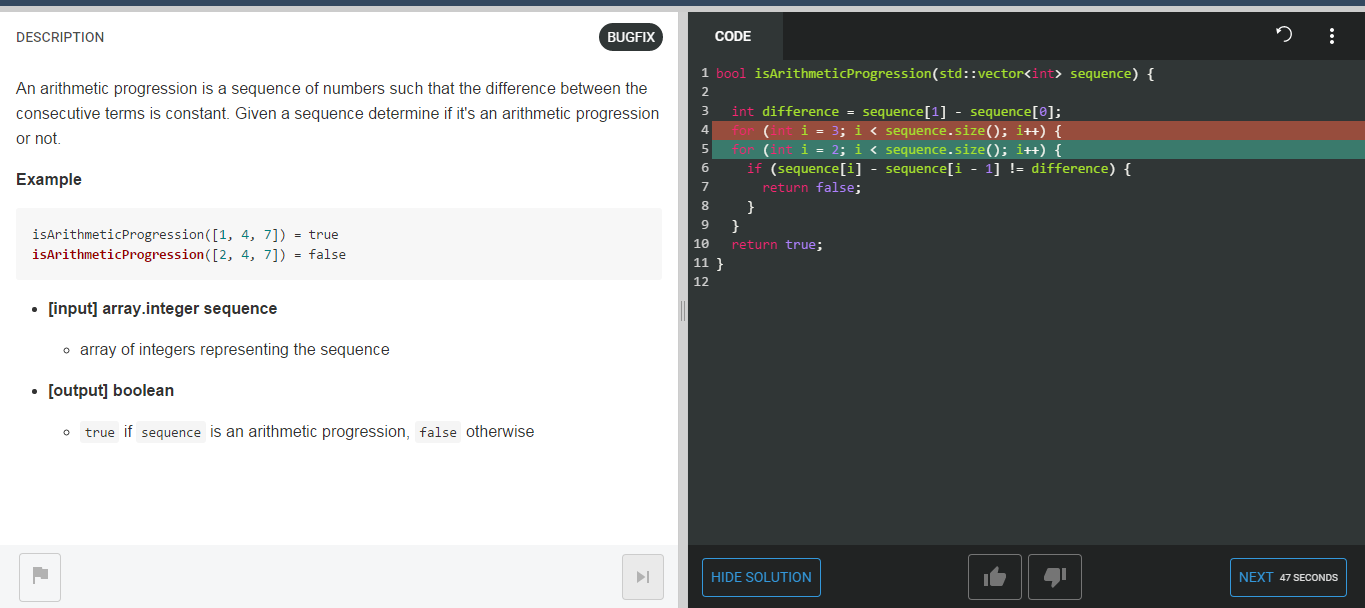 DESCRIPTION
BUGFIX
An arithmetic progression is a sequence of numbers such that the difference between the
consecutive terms is constant. Given a sequence determine if it's an arithmetic progression
or not.
Example
isArithmeticProgression([1, 4, 7]) = true
isArithmeticProgression([2, 4, 7]) = false
• [input] array.integer sequence
◦ array of integers representing the sequence
• [output] boolean
◦ true if sequence is an arithmetic progression, false otherwise
CODE
1 bool isArithmeticProgression(std::vector<int> sequence) {
2
3   int difference = sequence[1] - sequence[0];
4   for (int i = 3; i < sequence.size(); i++) {
5   for (int i = 2; i < sequence.size(); i++) {
6     if (sequence[i] - sequence[i - 1] != difference) {
7       return false;
8     }
9   }
10   return true;
11 }
12
HIDE SOLUTION
NEXT 47 SECONDS